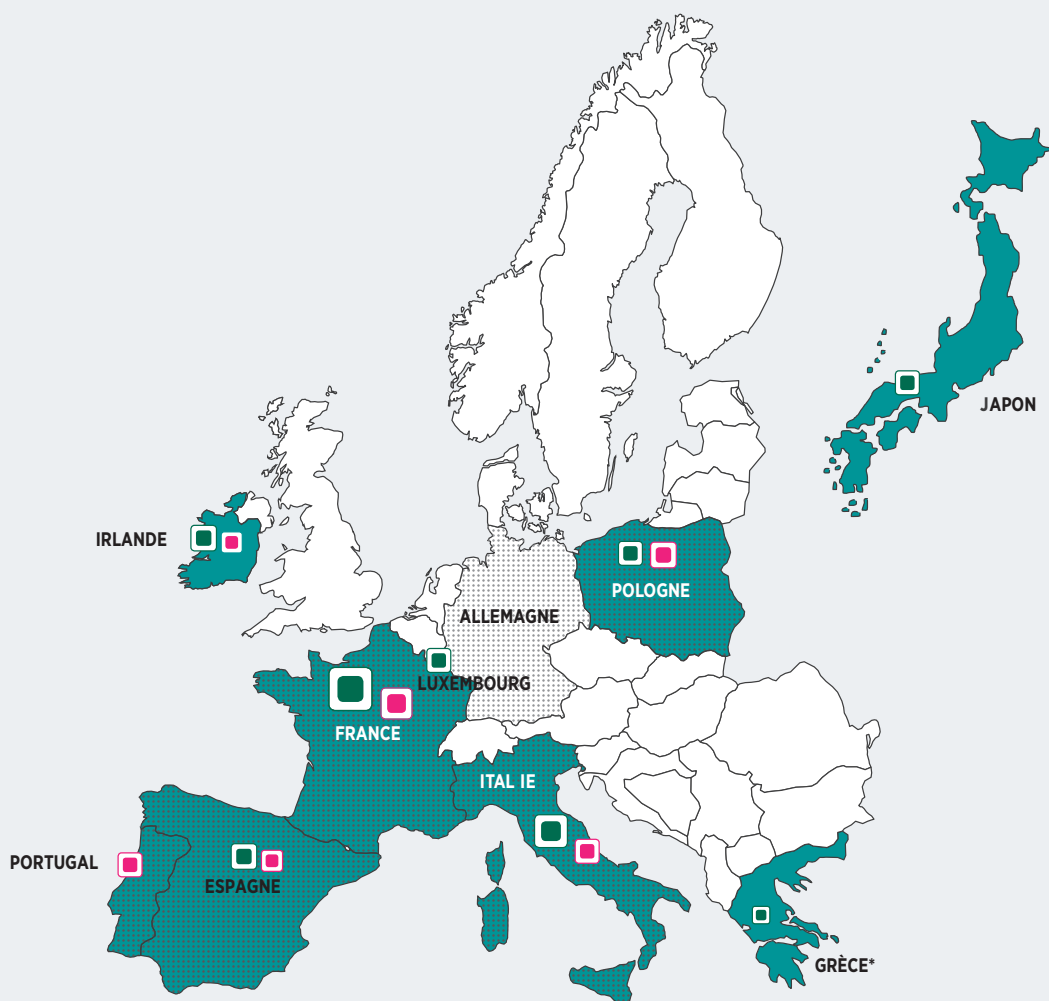 JAPON
IRLANDE
POLOGNE
ALLEMAGNE
LUXEMBOURG
FRANCE
ITAL IE
PORTUGAL
ESPAGNE
GRÈCE*